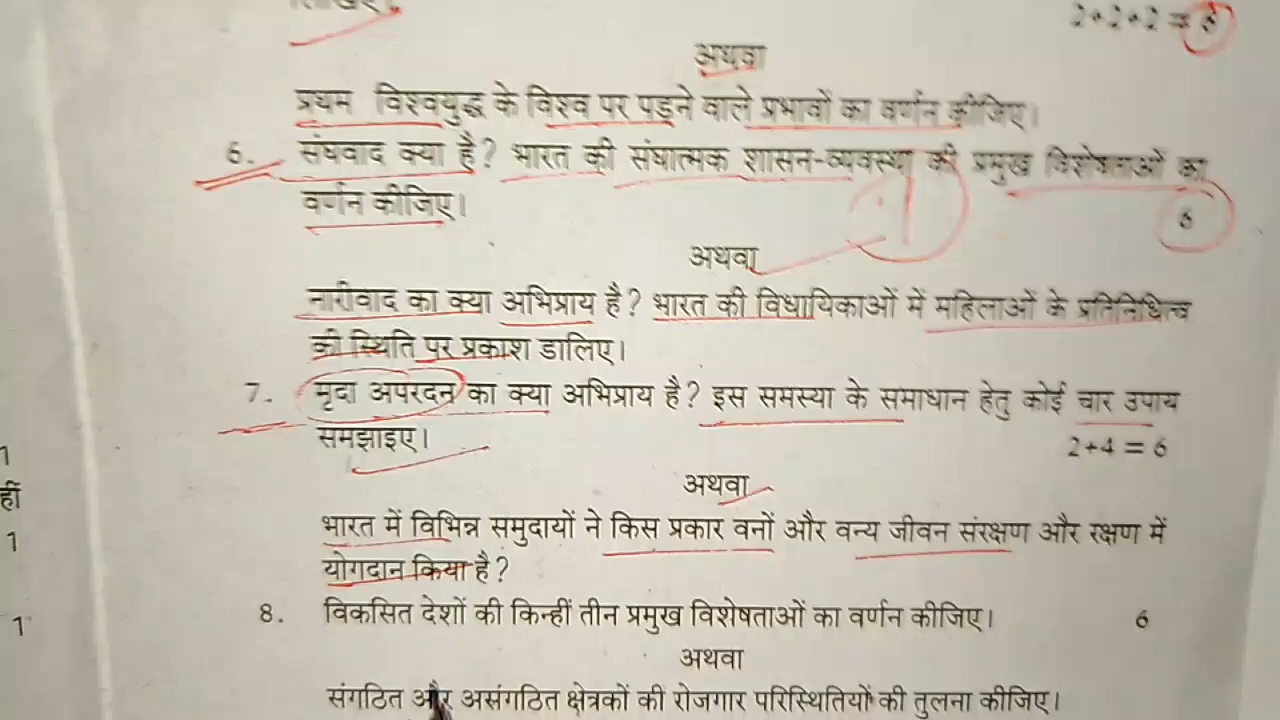 2+2+2 = 6
अथवा
प्रथम विश्वयुद्ध के विश्व पर पड़ने वाले प्रभावों का वर्णन कीजिए।
6. संघवाद क्या है? भारत की संघात्मक शासन-व्यवस्था की प्रमुख विशेषताओं का
वर्णन कीजिए। 6
अथवा
नारीवाद का क्या अभिप्राय है? भारत की विधायिकाओं में महिलाओं के प्रतिनिधित्व
की स्थिति पर प्रकाश डालिए।
7. मृदा अपरदन का क्या अभिप्राय है? इस समस्या के समाधान हेतु कोई चार उपाय
समझाइए। 2+4 = 6
अथवा
भारत में विभिन्न समुदायों ने किस प्रकार वनों और वन्य जीवन संरक्षण और रक्षण में
योगदान किया है?
8. विकसित देशों की किन्हीं तीन प्रमुख विशेषताओं का वर्णन कीजिए। 6
अथवा
संगठित और असंगठित क्षेत्रकों की रोजगार परिस्थितियों की तुलना कीजिए।
1
हीं
1
1